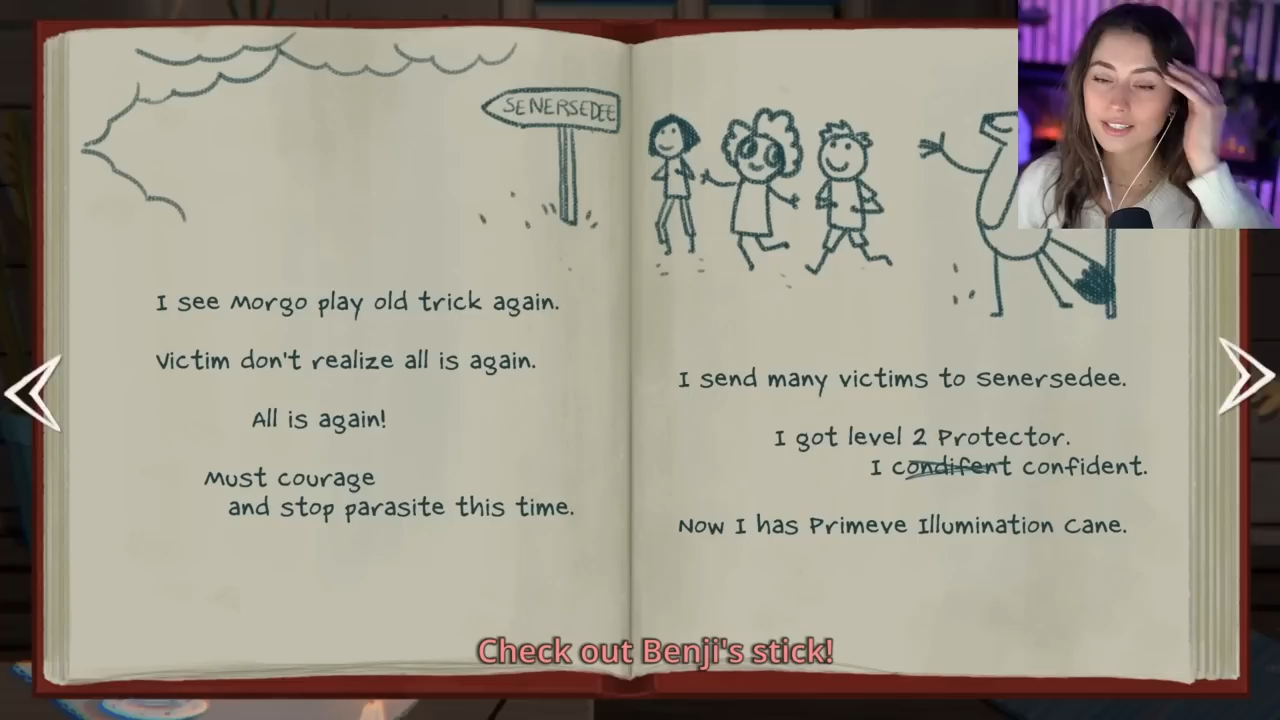 SENERSEDEE
I see Morgo play old trick again.
Victim don't realize all is again.
All is again!
Must courage
and stop parasite this time.
I send many victims to Senersedee.
I got level 2 Protector.
I condifent confident.
Now I has Primeve Illumination Cane.
Check out Benji's stick!